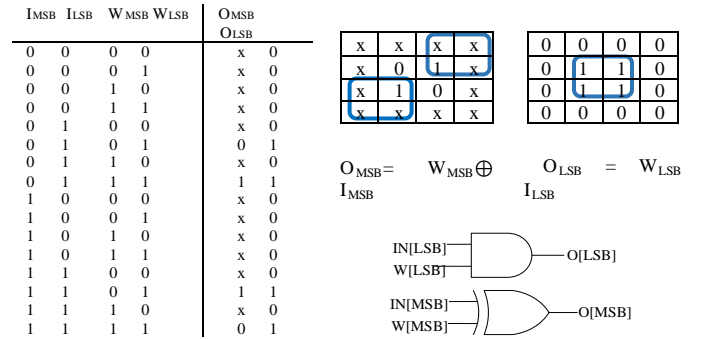 IMSB ILSB WMSB WLSB OMSB
OLSB
0 0 0 0 x 0
0 0 0 1 x 0
0 0 1 0 x 0
0 0 1 1 x 0
0 1 0 0 x 0
0 1 0 1 0 1
0 1 1 0 x 0
0 1 1 1 1 1
1 0 0 0 x 0
1 0 0 1 x 0
1 0 1 0 x 0
1 0 1 1 x 0
1 1 0 0 x 0
1 1 0 1 1 1
1 1 1 0 x 0
1 1 1 1 0 1
x x x x
x 0 1 x
x 1 0 x
x x x x
0 0 0 0
0 1 1 0
0 1 1 0
0 0 0 0
OMSB= WMSB⊕
IMSB
OLSB = WLSB
ILSB
IN[LSB]
W[LSB]
O[LSB]
IN[MSB]
W[MSB]
O[MSB]